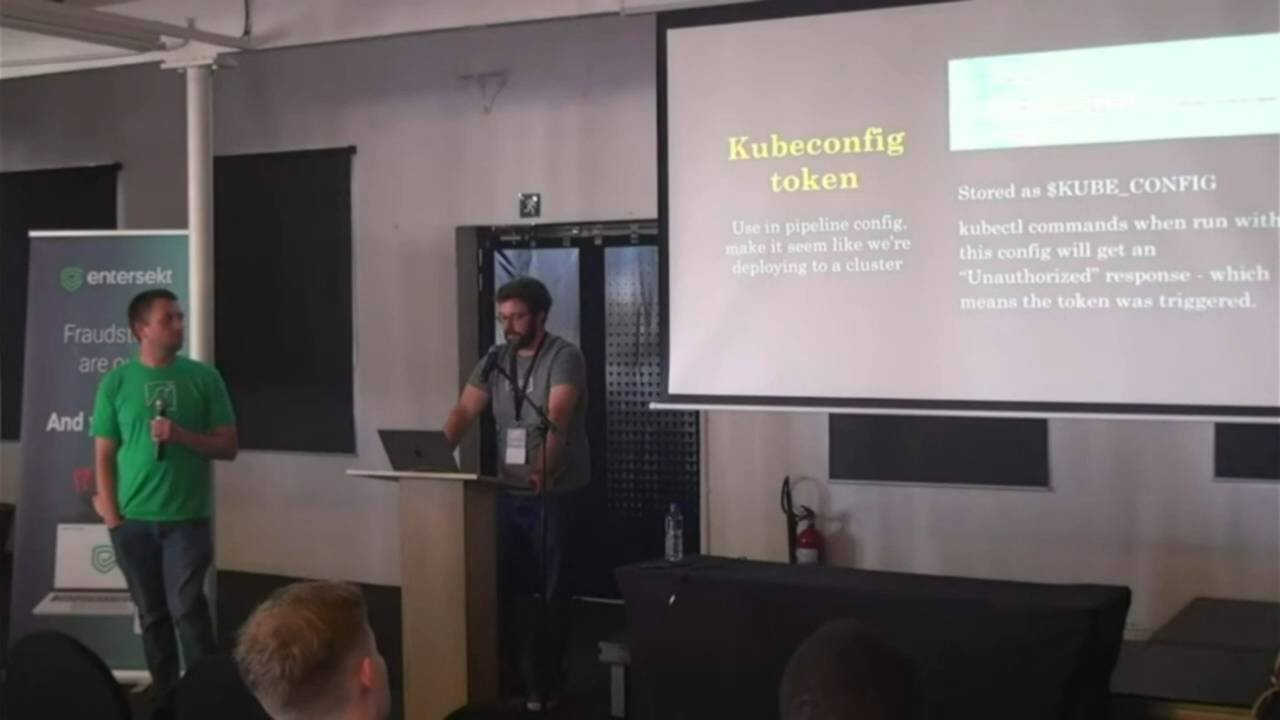 entersekt
Fraudst
are o
And
Kubeconfig
token
Use in pipeline config,
make it seem like we're
deploying to a cluster
Stored as $KUBE_CONFIG
kubectl commands when run with
this config will get an
“Unauthorized” response - which
means the token was triggered.